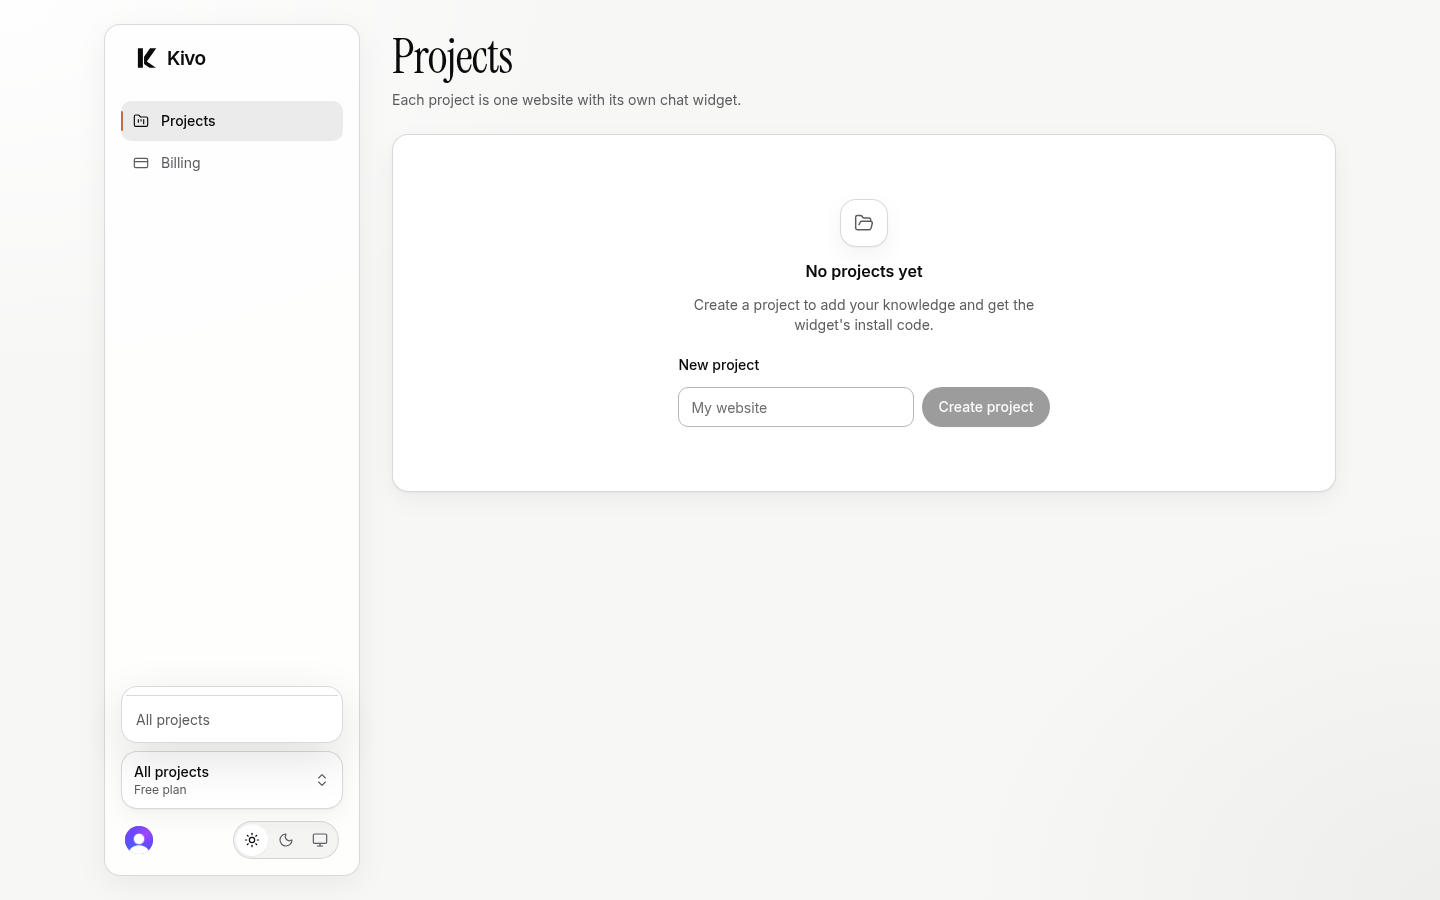 Kivo
Projects
Billing
Projects
Each project is one website with its own chat widget.
No projects yet
Create a project to add your knowledge and get the
widget's install code.
New project
My website
Create project
All projects
All projects
Free plan